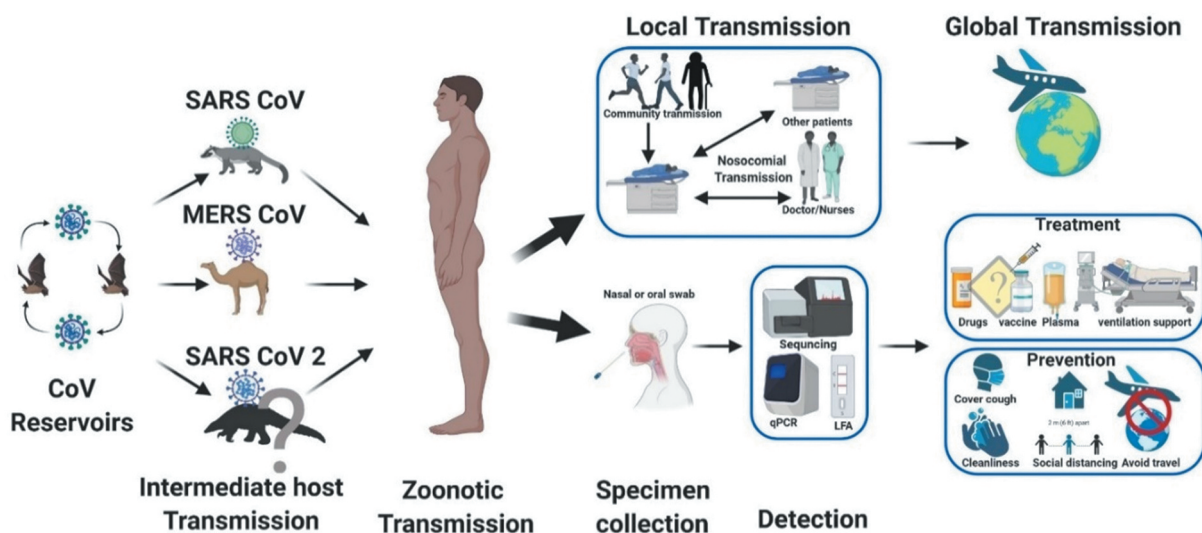 Local Transmission
Global Transmission
SARS CoV
MERS CoV
SARS CoV 2
?
CoV
Reservoirs
Intermediate host
Transmission
Zoonotic
Transmission
Community tranmission
Other patients
Nosocomial
Transmission
Doctor/Nurses
Nasal or oral swab
Specimen
collection
Sequncing
qPCR
LFA
Detection
Treatment
?
Drugs
vaccine
Plasma
ventilation support
Prevention
Cover cough
2 m (6 ft) apart
Cleanliness
Social distancing
Avoid travel